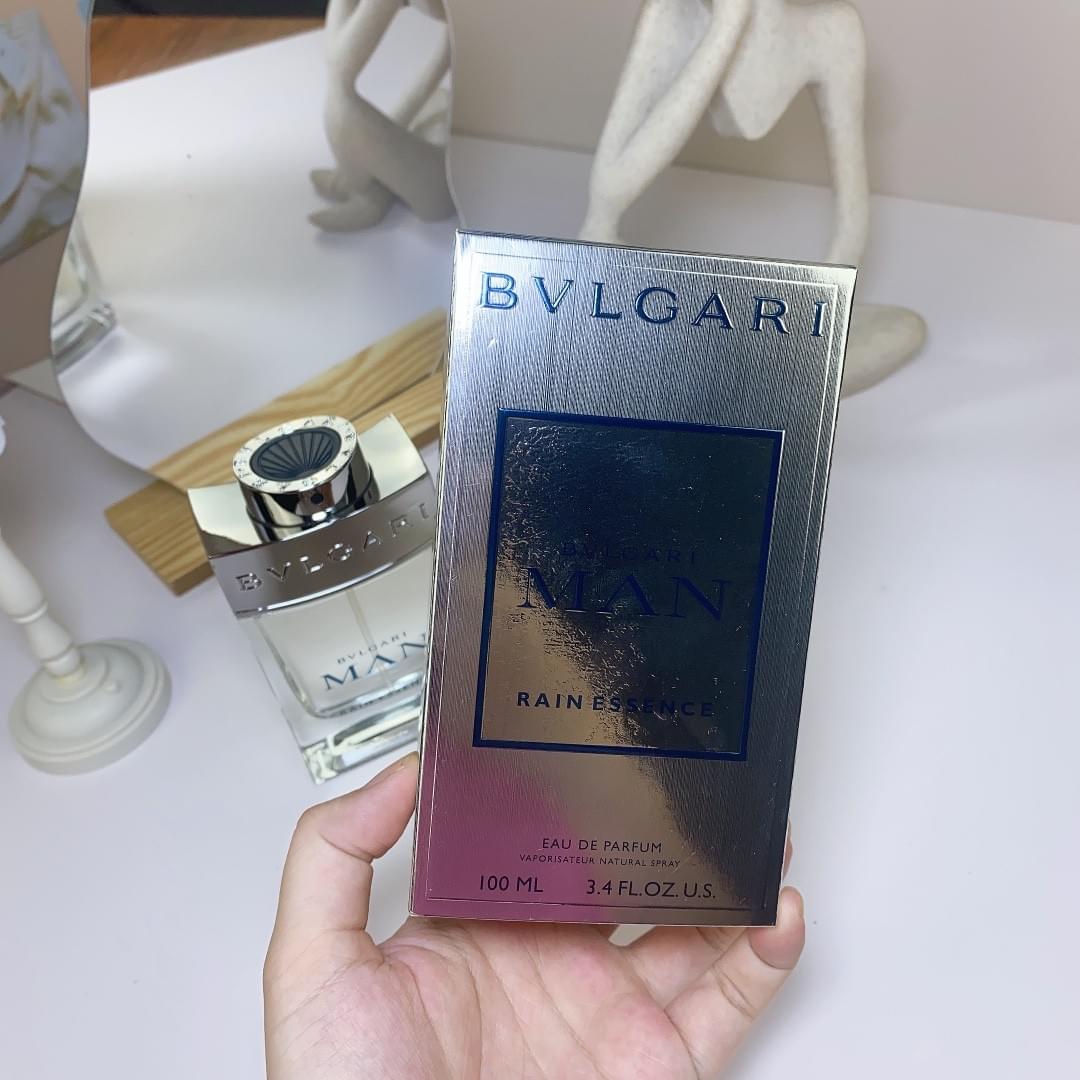 BVLGARI
BVLGARI
MAN
RAIN ESSENCE
EAU DE PARFUM
VAPORISATEUR NATURAL SPRAY
100 ML 3.4 FL.OZ. U.S.
BVLGARI
BVLGARI
MAN